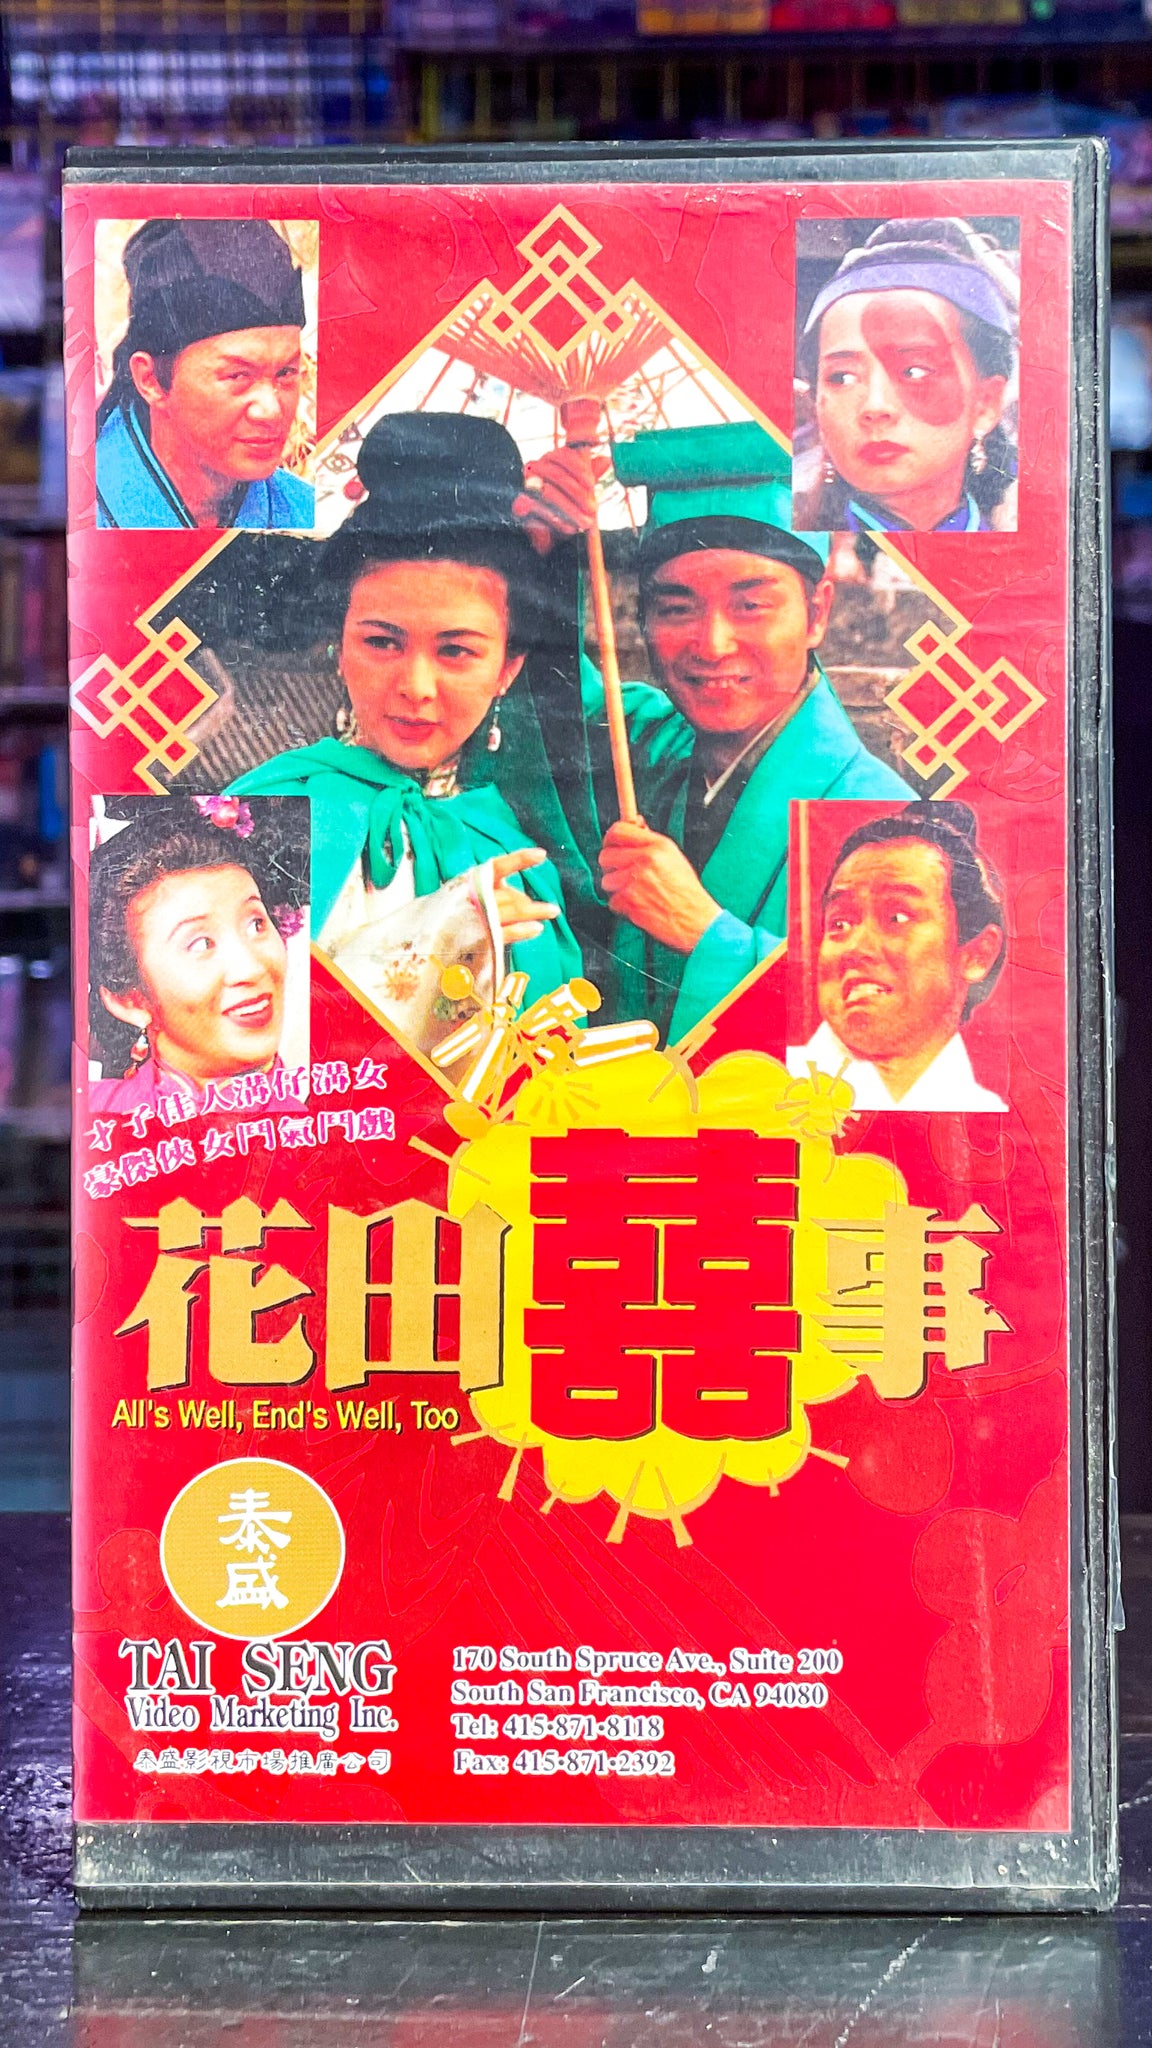 才子佳人溝仔溝女
豪傑俠女鬥氣鬥戲
花田囍事
All's Well, End's Well, Too
泰盛
TAI SENG
Video Marketing Inc.
泰盛影視市場推廣公司
170 South Spruce Ave., Suite 200
South San Francisco, CA 94080
Tel: 415•871•8118
Fax: 415•871•2392